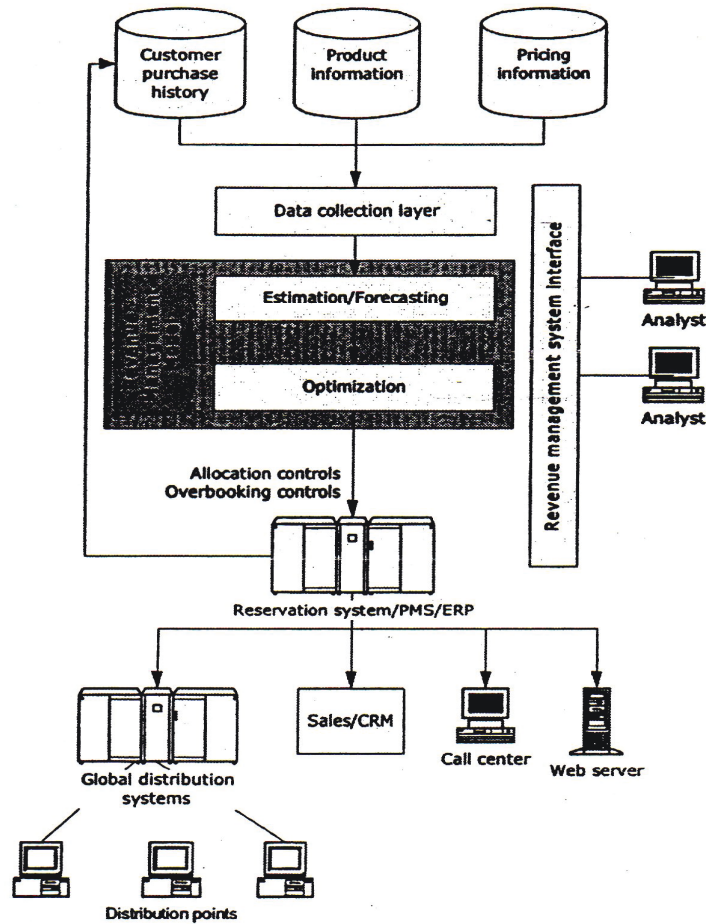 Customer
purchase
history
Product
information
Pricing
information
Data collection layer
Estimation/Forecasting
Optimization
Revenue management system interface
Analyst
Analyst
Allocation controls
Overbooking controls
Reservation system/PMS/ERP
Global distribution
systems
Sales/CRM
Call center
Web server
Distribution points